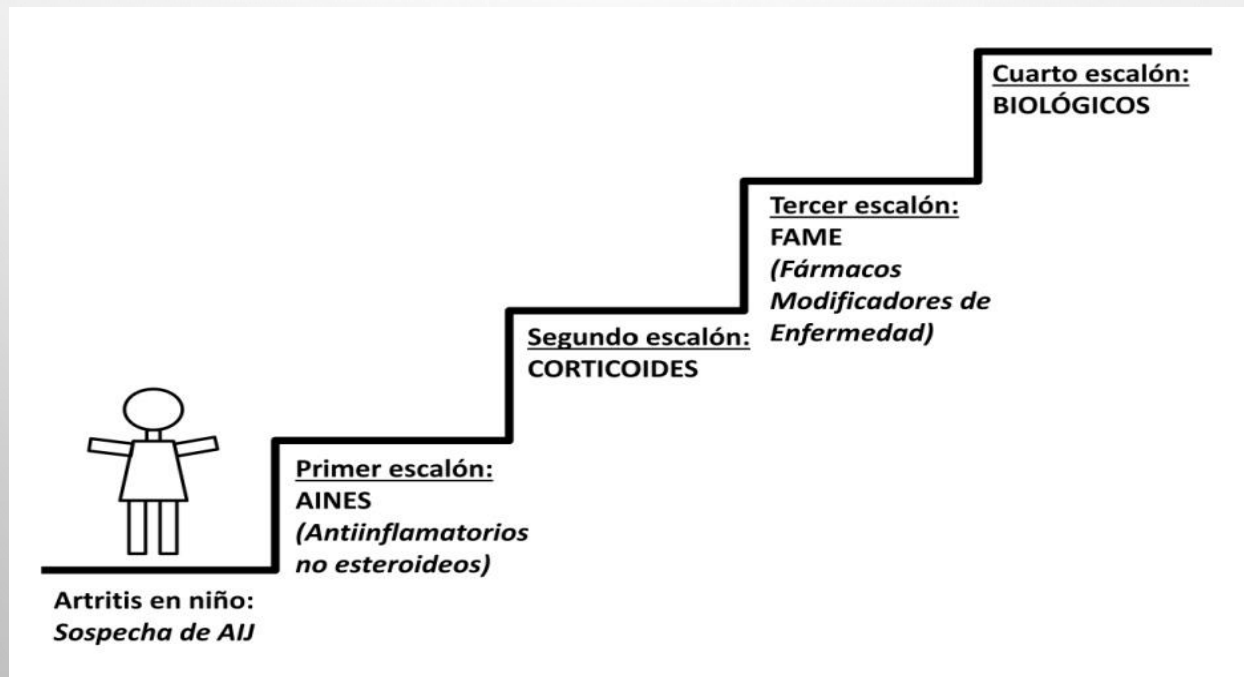 Cuarto escalón:
BIOLÓGICOS
Tercer escalón:
FAME
(Fármacos
Modificadores de
Enfermedad)
Segundo escalón:
CORTICOIDES
Primer escalón:
AINES
(Antiinflamatorios
no esteroideos)
Artritis en niño:
Sospecha de AIJ